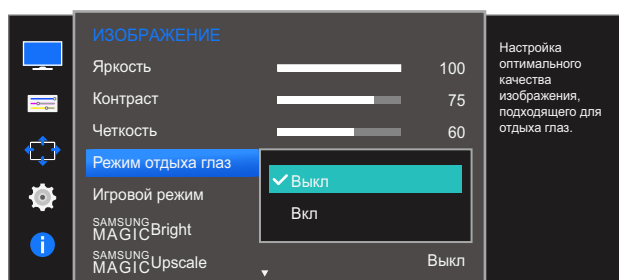 ИЗОБРАЖЕНИЕ
Яркость 100
Контраст 75
Четкость 60
Режим отдыха глаз
Выкл
Игровой режим
Вкл
SAMSUNG
MAGICBright
SAMSUNG
MAGICUpscale Выкл
Настройка
оптимального
качества
изображения,
подходящего для
отдыха глаз.